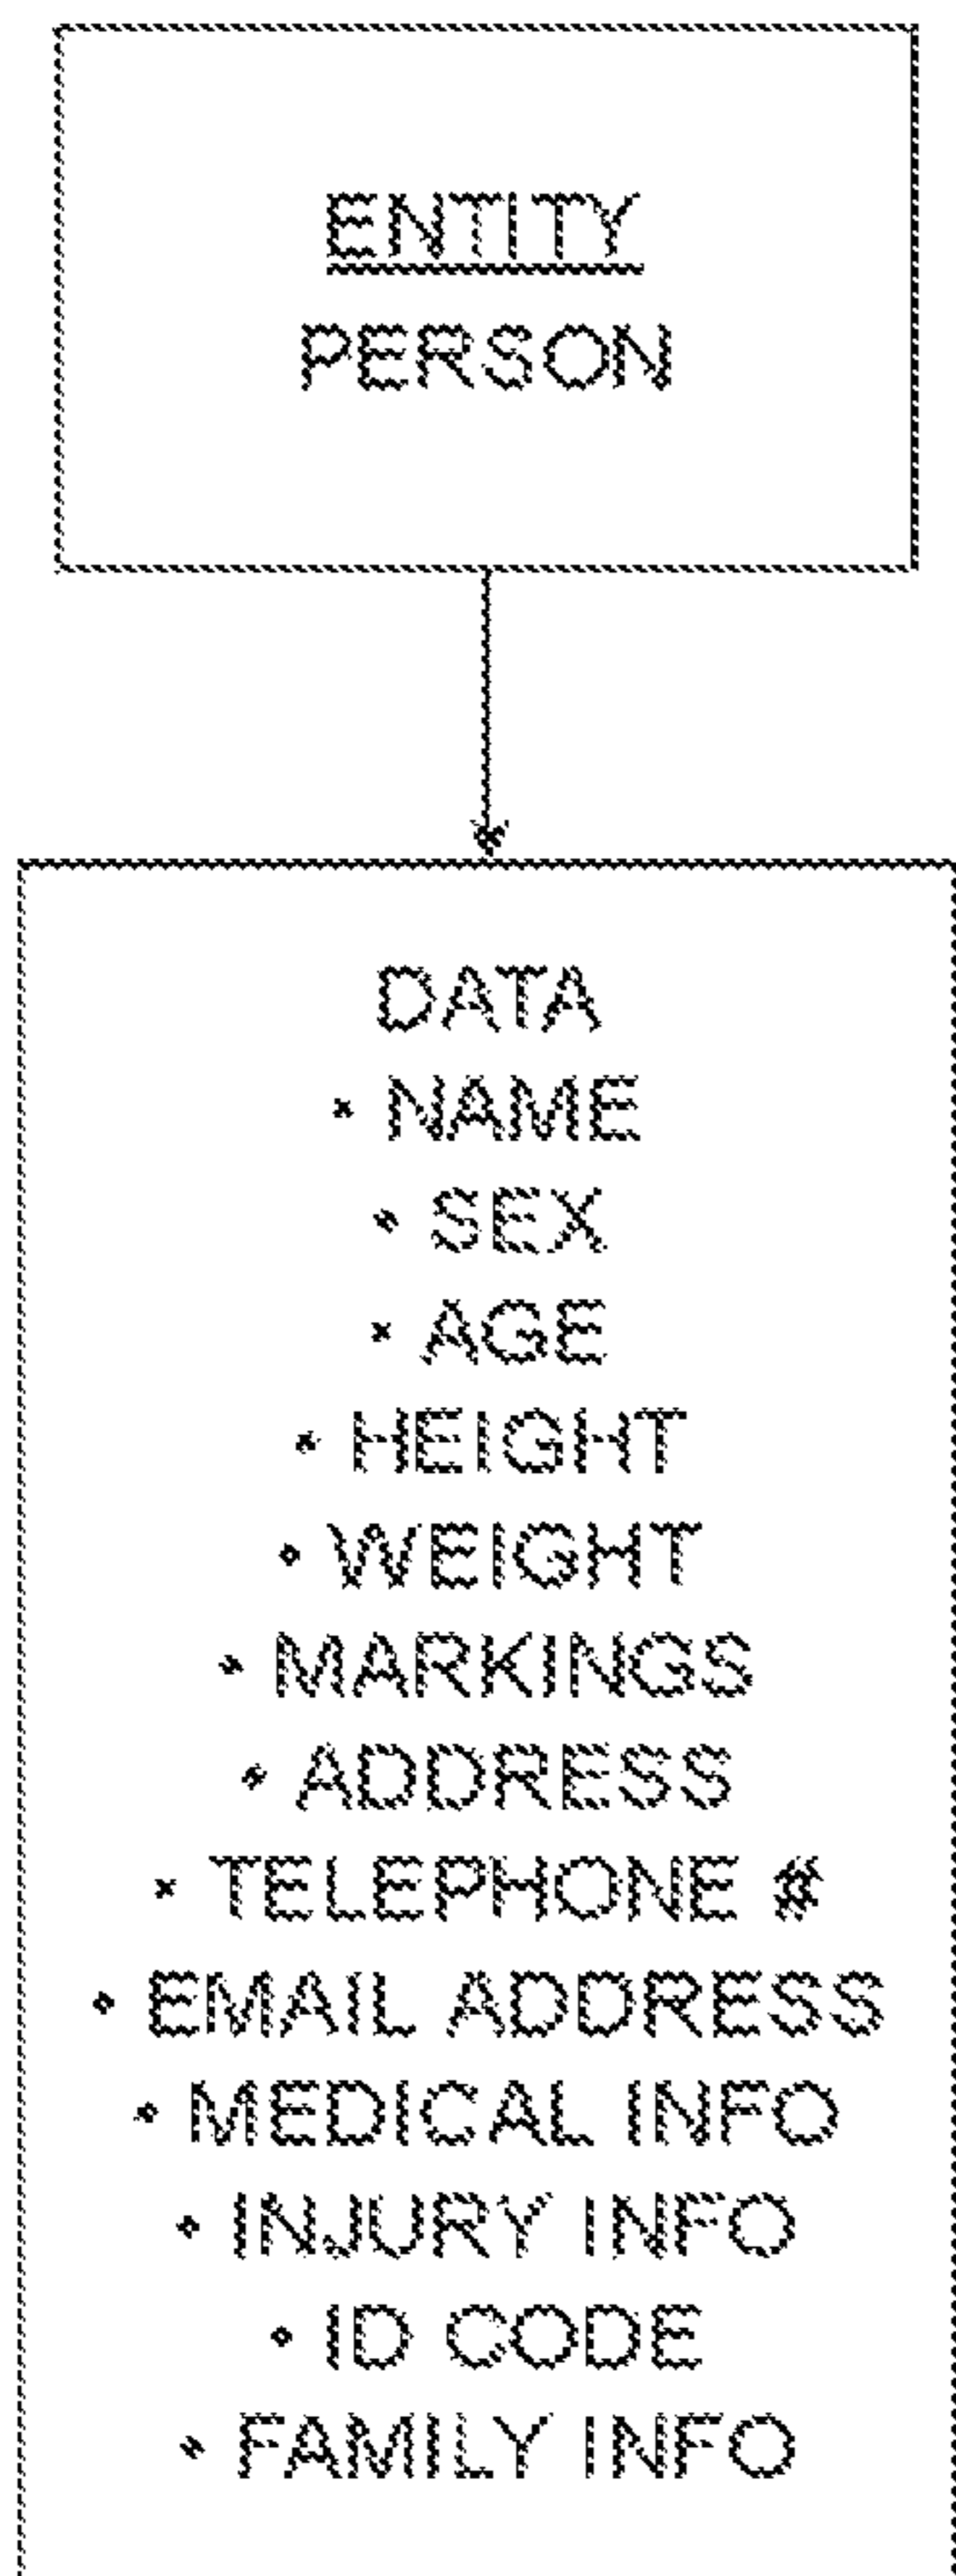 ENTITY
PERSON
DATA
• NAME
• SEX
• AGE
• HEIGHT
• WEIGHT
• MARKINGS
• ADDRESS
• TELEPHONE #
• EMAIL ADDRESS
• MEDICAL INFO
• INJURY INFO
• ID CODE
• FAMILY INFO